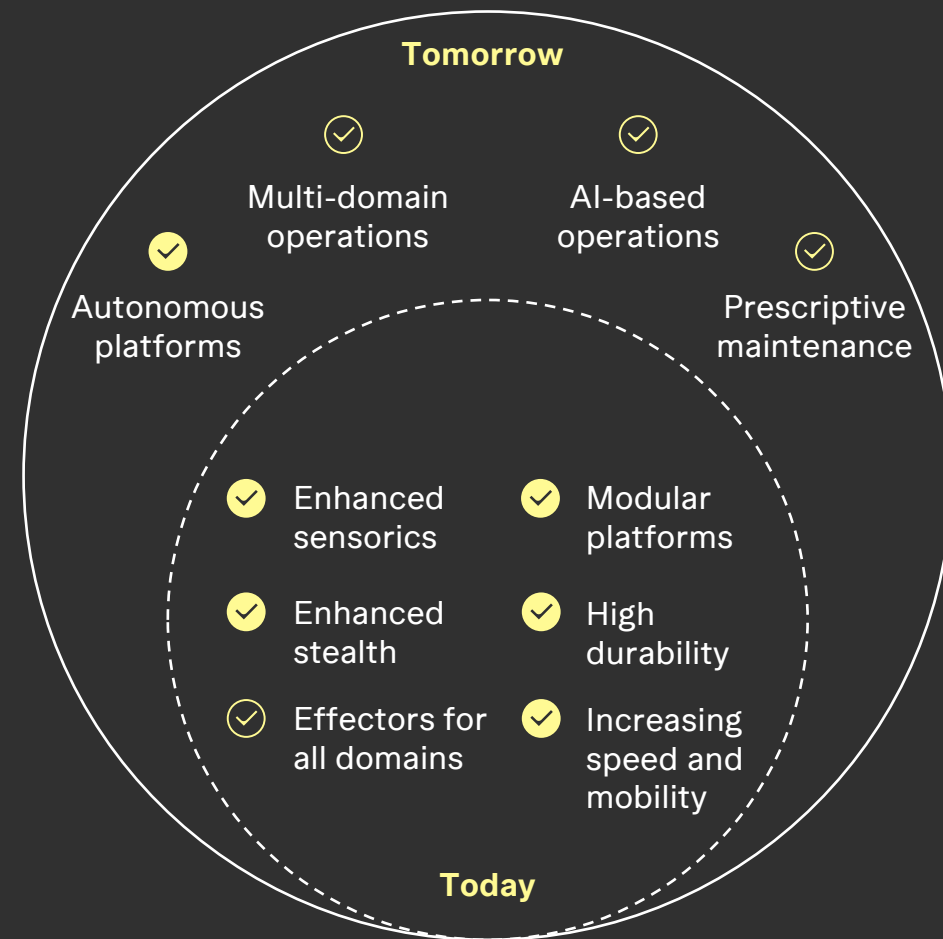 Tomorrow
Multi-domain
operations
AI-based
operations
Autonomous
platforms
Prescriptive
maintenance
Enhanced
sensorics
Modular
platforms
Enhanced
stealth
High
durability
Effectors for
all domains
Increasing
speed and
mobility
Today